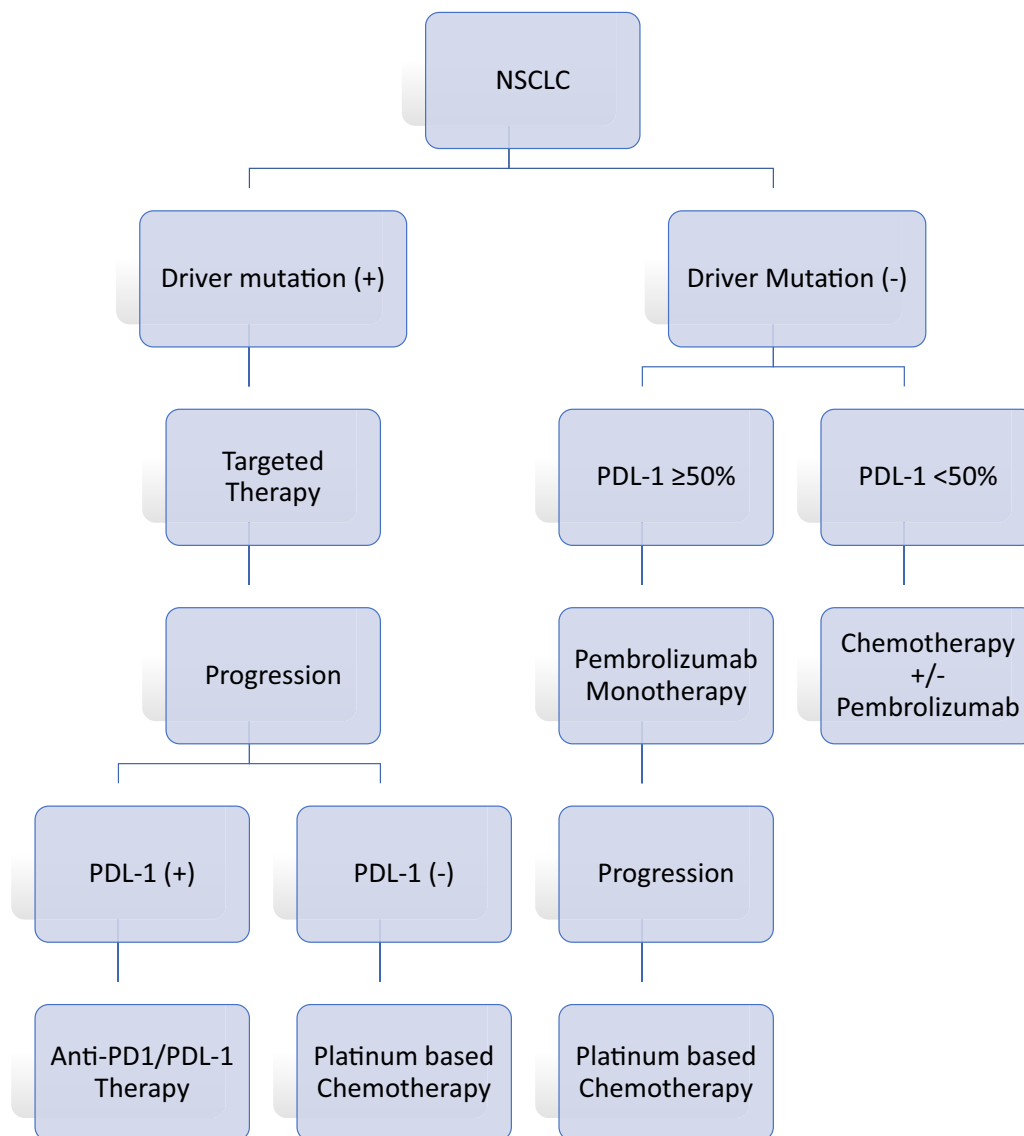 NSCLC
Driver mutation (+)
Driver Mutation (-)
Targeted
Therapy
PDL-1 ≥50%
PDL-1 <50%
Progression
Pembrolizumab
Monotherapy
Chemotherapy
+/-
Pembrolizumab
PDL-1 (+)
PDL-1 (-)
Progression
Anti-PD1/PDL-1
Therapy
Platinum based
Chemotherapy
Platinum based
Chemotherapy